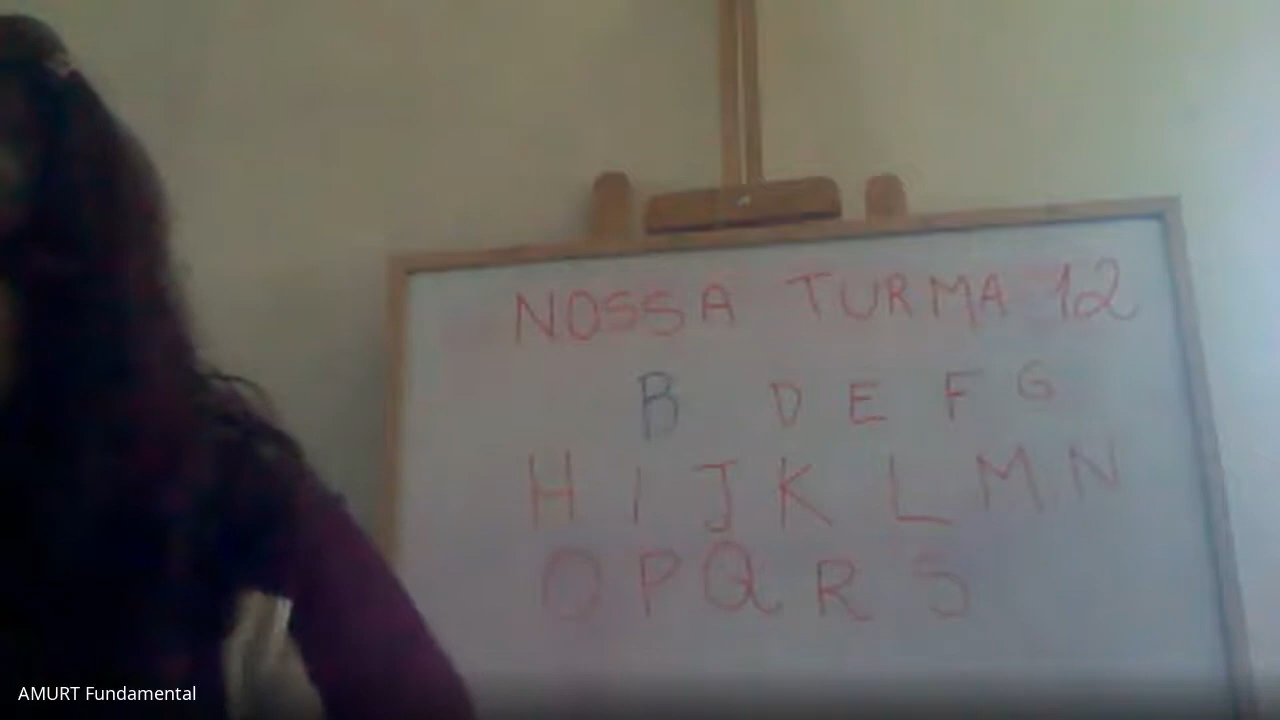 NOSSA TURMA 12
B D E F G
H I J K L M N
O P Q R S
AMURT Fundamental